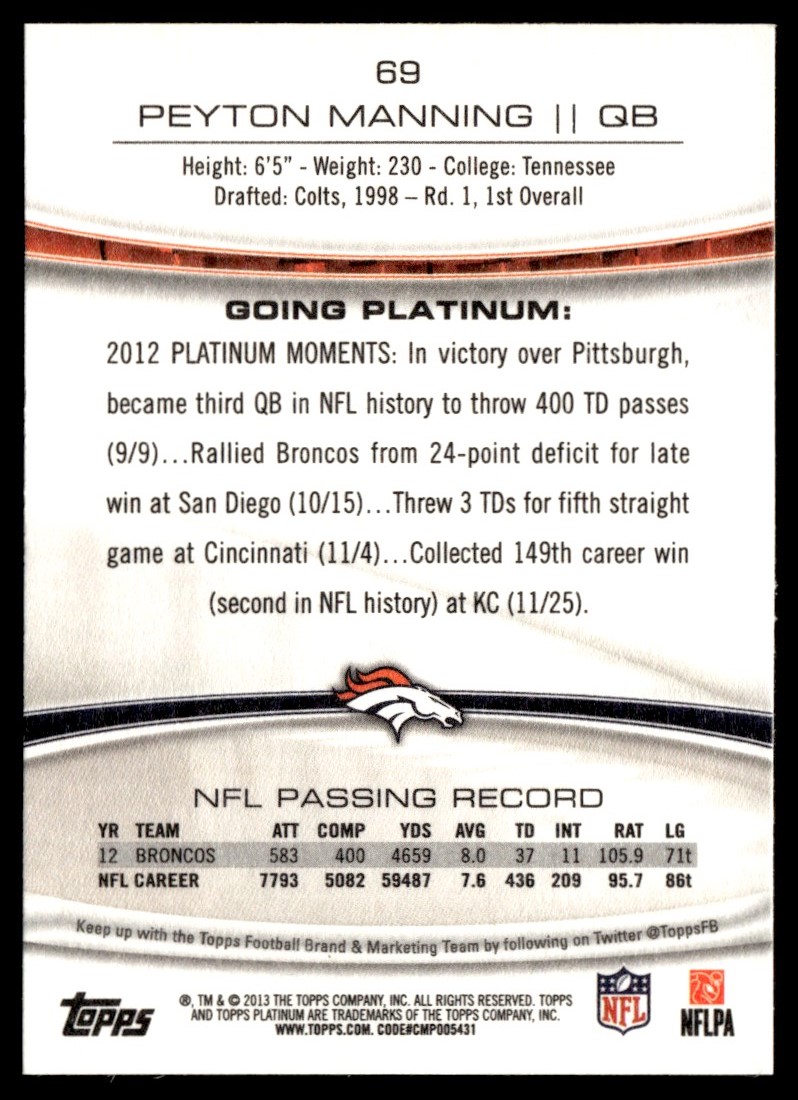 69
PEYTON MANNING || QB
Height: 6'5" - Weight: 230 - College: Tennessee
Drafted: Colts, 1998 – Rd. 1, 1st Overall
GOING PLATINUM:
2012 PLATINUM MOMENTS: In victory over Pittsburgh,
became third QB in NFL history to throw 400 TD passes
(9/9)...Rallied Broncos from 24-point deficit for late
win at San Diego (10/15)...Threw 3 TDs for fifth straight
game at Cincinnati (11/4)...Collected 149th career win
(second in NFL history) at KC (11/25).
NFL PASSING RECORD
YR TEAM ATT COMP YDS AVG TD INT RAT LG
12 BRONCOS 583 400 4659 8.0 37 11 105.9 71t
NFL CAREER 7793 5082 59487 7.6 436 209 95.7 86t
Keep up with the Topps Football Brand & Marketing Team by following on Twitter @ToppsFB
Topps
®, TM & © 2013 THE TOPPS COMPANY, INC. ALL RIGHTS RESERVED. TOPPS
AND TOPPS PLATINUM ARE TRADEMARKS OF THE TOPPS COMPANY, INC.
WWW.TOPPS.COM. CODE#CMP005431
NFL
NFLPA